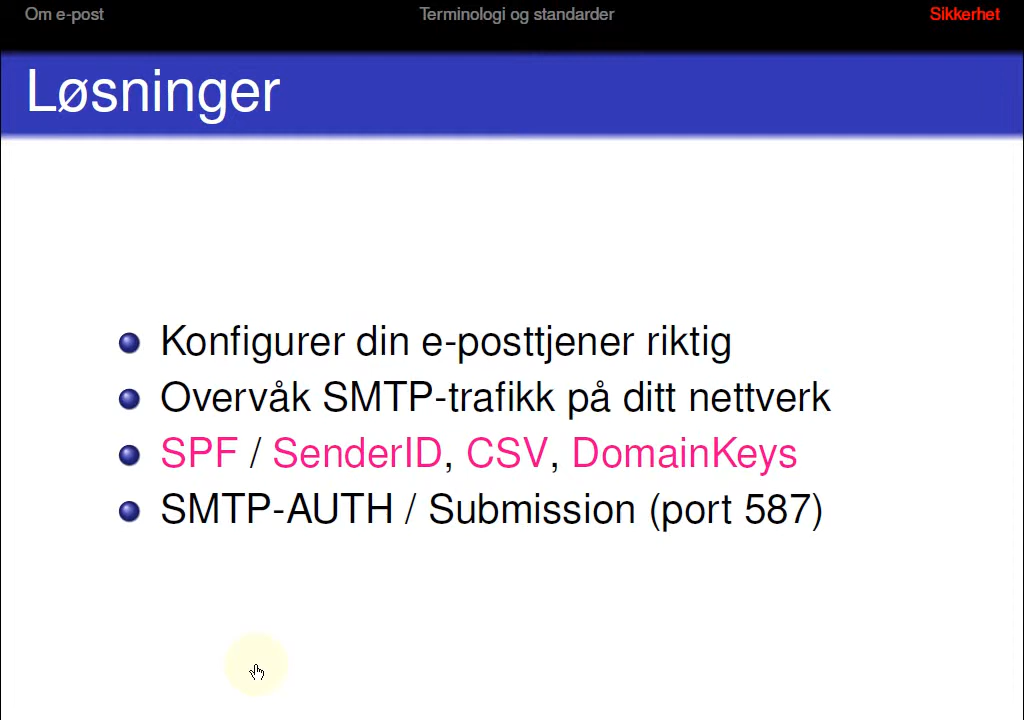 Om e-post
Terminologi og standarder
Sikkerhet
Løsninger
Konfigurer din e-posttjener riktig
Overvåk SMTP-trafikk på ditt nettverk
SPF / SenderID, CSV, DomainKeys
SMTP-AUTH / Submission (port 587)